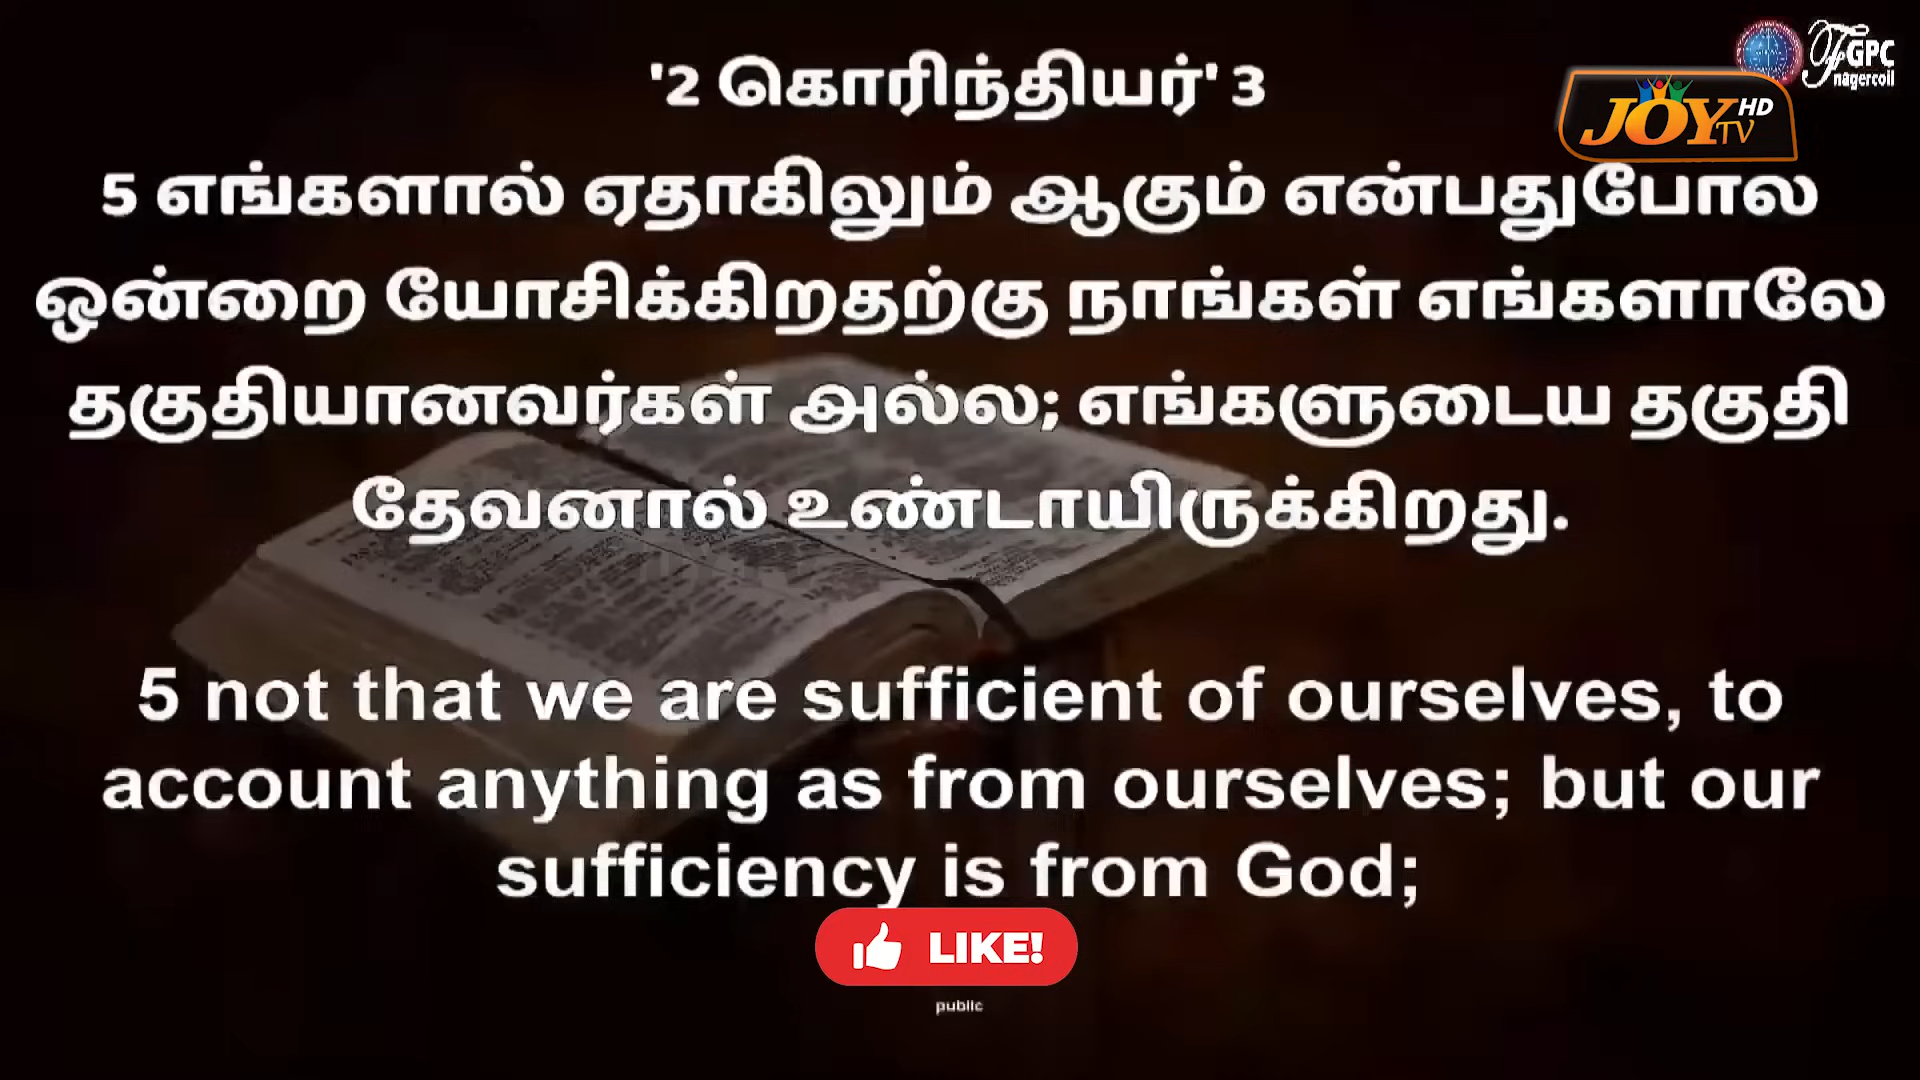 '2 கொரிந்தியர்' 3
FGPC
nagercoil
JOY TV HD
5 எங்களால் ஏதாகிலும் ஆகும் என்பதுபோல
ஒன்றை யோசிக்கிறதற்கு நாங்கள் எங்களாலே
தகுதியானவர்கள் அல்ல; எங்களுடைய தகுதி
தேவனால் உண்டாயிருக்கிறது.
5 not that we are sufficient of ourselves, to
account anything as from ourselves; but our
sufficiency is from God;
LIKE!
public